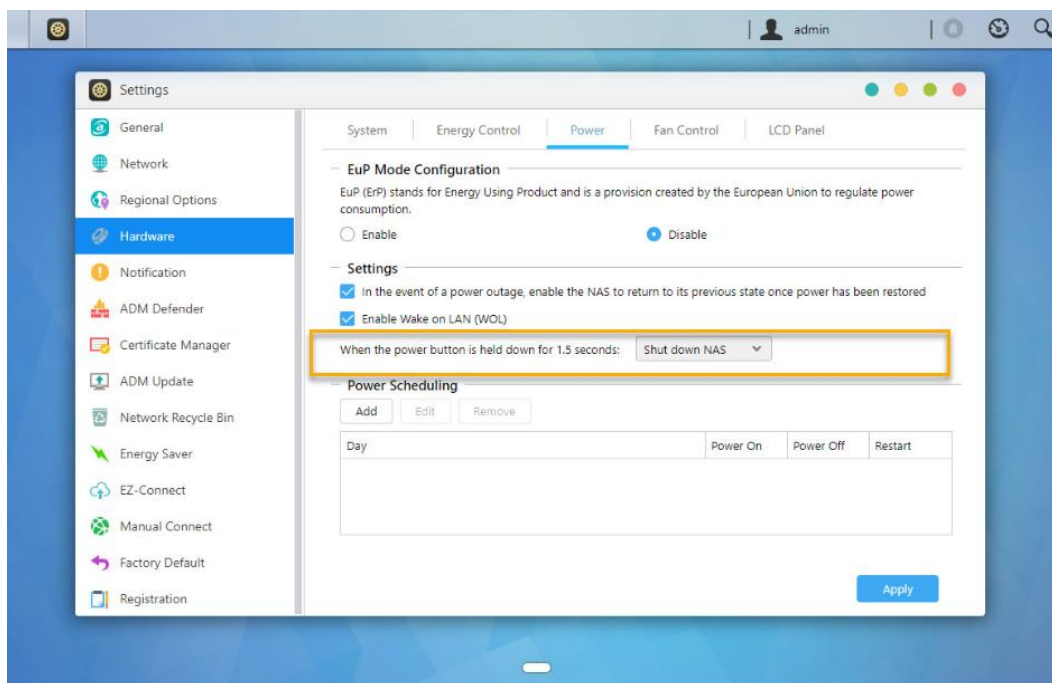 admin
Settings
General
Network
Regional Options
Hardware
Notification
ADM Defender
Certificate Manager
ADM Update
Network Recycle Bin
Energy Saver
EZ-Connect
Manual Connect
Factory Default
Registration
System Energy Control Power Fan Control LCD Panel
EuP Mode Configuration
EuP (ErP) stands for Energy Using Product and is a provision created by the European Union to regulate power
consumption.
Enable Disable
Settings
In the event of a power outage, enable the NAS to return to its previous state once power has been restored
Enable Wake on LAN (WOL)
When the power button is held down for 1.5 seconds: Shut down NAS
Power Scheduling
Add Edit Remove
Day Power On Power Off Restart
Apply